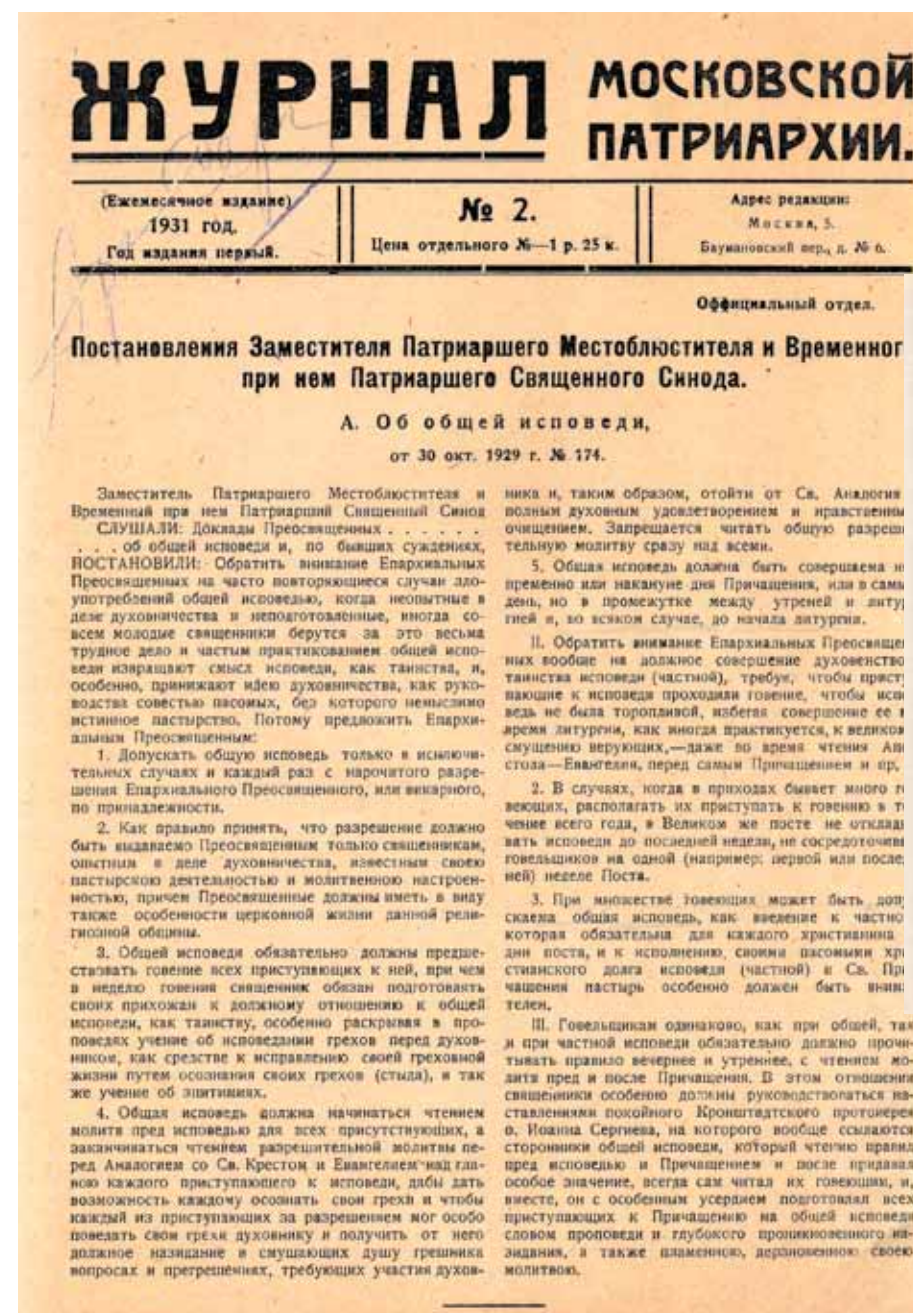 ЖУРНАЛ
МОСКОВСКОЙ
ПАТРИАРХИИ.
(Ежемесячное издание)
1931 год.
Год издания первый.
№ 2.
Цена отдельного №—1 р. 25 к.
Адрес редакции:
Москва, 5.
Баумановский пер., д. № 6.
Оффициальный отдел.
Постановления Заместителя Патриаршего Местоблюстителя и Временног
при нем Патриаршего Священного Синода.
А. Об общей исповеди,
от 30 окт. 1929 г. № 174.
Заместитель Патриаршего Местоблюстителя и
Временный при нем Патриарший Священный Синод
СЛУШАЛИ: Доклады Преосвященных . . . . . .
. . . об общей исповеди и, по бывших суждениях,
ПОСТАНОВИЛИ: Обратить внимание Епархиальных
Преосвященных на часто повторяющиеся случаи зло-
употреблений общей исповедью, когда неопытные в
деле духовничества и неподготовленные, иногда со-
всем молодые священники берутся за это весьма
трудное дело и частым практикованием общей испо-
веди извращают смысл исповеди, как таинства, и,
особенно, принижают идею духовничества, как руко-
водства совестью пасомых, без которого немыслимо
истинное пастырство. Потому предложить Епархи-
альным Преосвященным:
1. Допускать общую исповедь только в исключи-
тельных случаях и каждый раз с нарочитого разре-
шения Епархиального Преосвященного, или викарного,
по принадлежности.
2. Как правило принять, что разрешение должно
быть выдаваемо Преосвященным только священникам,
опытным в деле духовничества, известным своею
пастырскою деятельностью и молитвенною настроен-
ностью, причем Преосвященные должны иметь в виду
также особенности церковной жизни данной рели-
гиозной общины.
3. Общей исповеди обязательно должны предше-
ствовать говение всех приступающих к ней, при чем
в неделю говения священник обязан подготовлять
своих прихожан к должному отношению к общей
исповеди, как таинству, особенно раскрывая в про-
поведях учение об исповедании грехов перед духов-
ником, как средстве к исправлению своей греховной
жизни путем осознания своих грехов (стыда), и так
же учение об эпитимиях.
4. Общая исповедь должна начинаться чтением
молитв пред исповедью для всех присутствующих, а
заканчиваться чтением разрешительной молитвы пе-
ред Аналогием со Св. Крестом и Евангелием над гла-
вою каждого приступающего к исповеди, дабы дать
возможность каждому осознать свои грехи и чтобы
каждый из приступающих за разрешением мог особо
поведать свои грехи духовнику и получить от него
должное назидание в смущающих душу грешника
вопросах и прегрешениях, требующих участия духов-
ника и, таким образом, отойти от Св. Аналогия
полным духовным удовлетворением и нравственны
очищением. Запрещается читать общую разреши
тельную молитву сразу над всеми.
5. Общая исповедь должна быть совершаема н
пременно или накануне дня Причащения, или в самы
день, но в промежутке между утреней и литур
гией и, во всяком случае, до начала литургии.
II. Обратить внимание Епархиальных Преосвящен
ных вообще на должное совершение духовенство
таинства исповеди (частной), требуя, чтобы присту
пающие к исповеди проходили говение, чтобы испо
ведь не была торопливой, избегая совершение ее
время литургии, как иногда практикуется, к великом
смущению верующих,—даже во время чтения Апо
стола—Евангелия, перед самым Причащением и пр.
2. В случаях, когда в приходах бывает много го
веющих, располагать их приступать к говению в те
чение всего года, в Великом же посте не отклады
вать исповеди до последней недели, не сосредоточива
говельщиков на одной (например: первой или послед
ней) неделе Поста.
3. При множестве говеющих может быть допу
скаема общая исповедь, как введение к частно
которая обязательна для каждого христианина
дни поста, и к исполнению, своими пасомыми хри
стианского долга исповеди (частной) и Св. При
чащения пастырь особенно должен быть внима
телен.
III. Говельщикам одинаково, как при общей, так
и при частной исповеди обязательно должно прочи-
тывать правило вечернее и утреннее, с чтением мо-
литв пред и после Причащения. В этом отношении
священники особенно должны руководствоваться на-
ставлениями покойного Кронштадтского протоиерея
о. Иоанна Сергиева, на которого вообще ссылаются
сторонники общей исповеди, который чтению правил
пред исповедью и Причащением и после придавал
особое значение, всегда сам читал их говеющим, и,
вместе, он с особенным усердием подготовлял всех
приступающих к Причащению на общей исповеди
словом проповеди и глубокого проникновенного на-
зидания, а также пламенною, дерзновенною своею
молитвою.